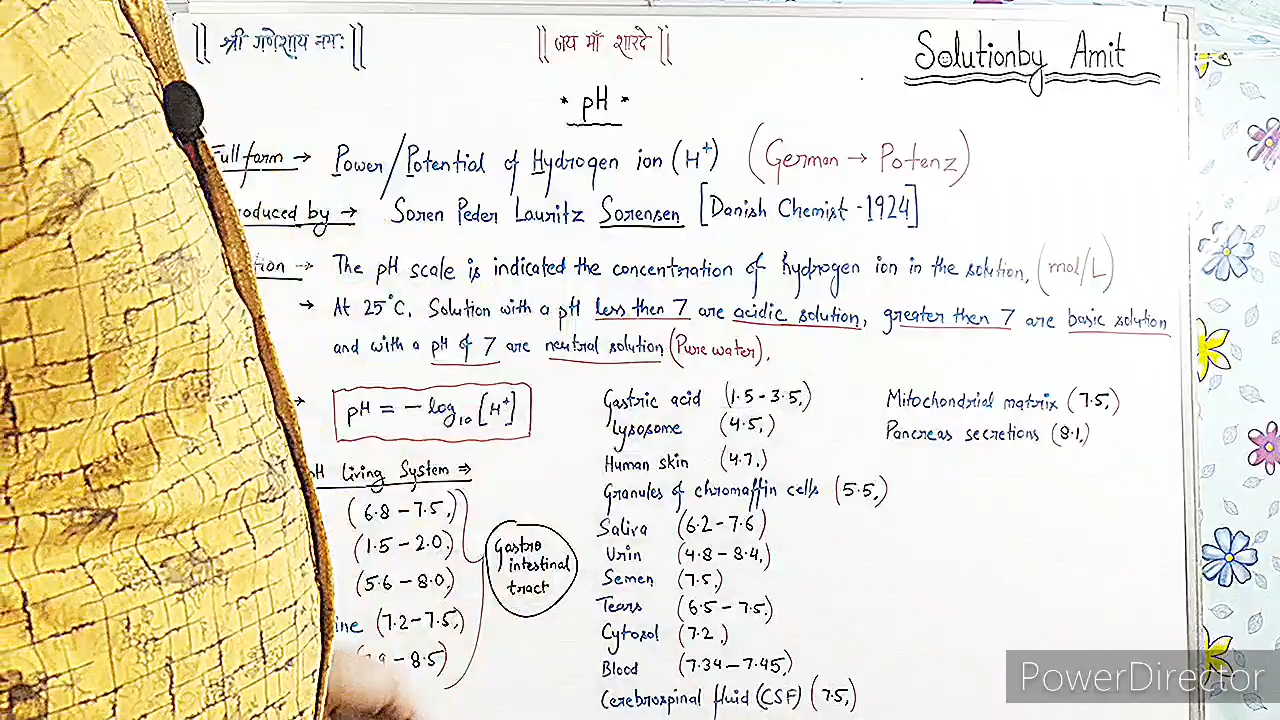 || श्री गणेशाय नमः ||
|| जय माँ शारदे ||
Solutionby Amit
* pH *
Full form → Power/Potential of Hydrogen ion (H+) (German → Potenz)
roduced by → Soren Peder Lauritz Sorensen [Danish Chemist -1924]
tion → The pH scale is indicated the concentration of hydrogen ion in the solution, (mol/L)
→ At 25°C. Solution with a pH less then 7 are acidic solution, greater then 7 are basic solution
and with a pH of 7 are neutral solution (Pure water).
→ pH = - log10 [H+]
pH Living System ⇒
(6.8 - 7.5,)
(1.5 - 2.0,)
(5.6 - 8.0)
ine (7.2-7.5,)
- 8.5)
Gastro
intestinal
tract
Gastric acid (1.5 - 3.5,)
Lysosome (4.5,)
Human skin (4.7,)
Granules of chromaffin cells (5.5,)
Saliva (6.2 - 7.6)
Urin (4.8 - 8.4,)
Semen (7.5,)
Tears (6.5 - 7.5,)
Cytosol (7.2,)
Blood (7.34 - 7.45,)
Cerebrospinal fluid (CSF) (7.5,)
Mitochondrial matrix (7.5,)
Pancreas secretions (8.1,)
PowerDirector